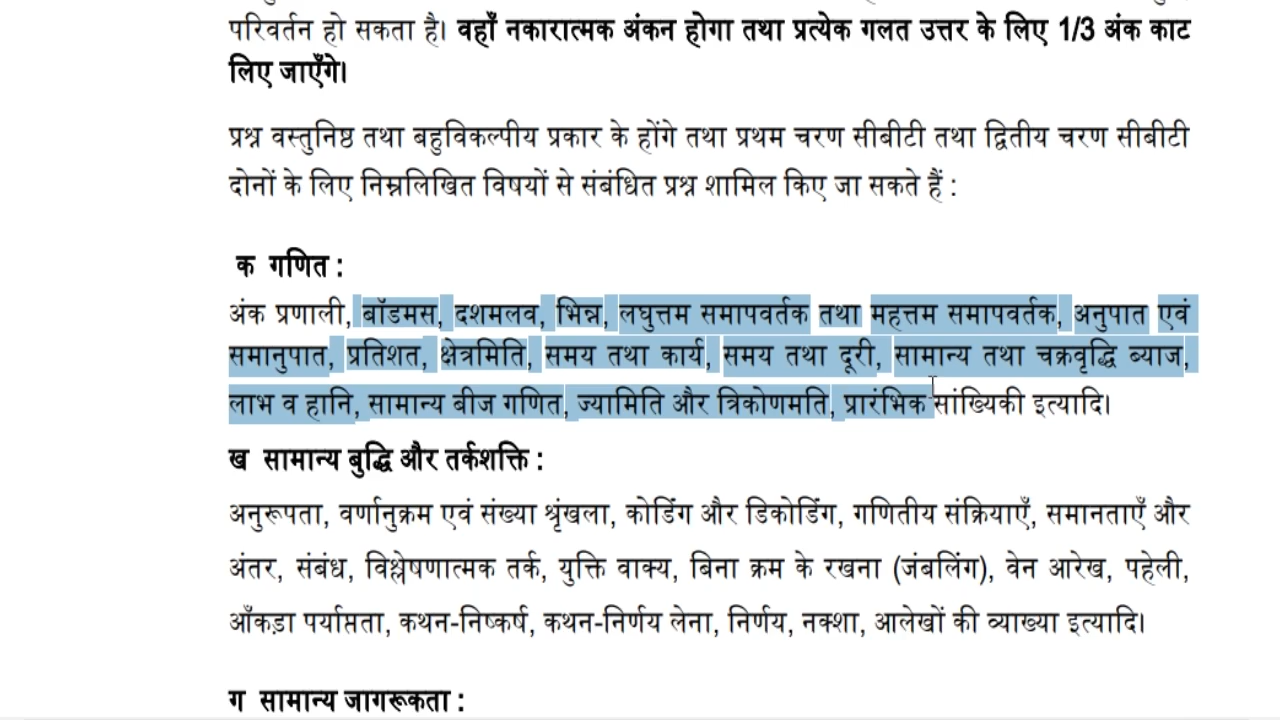 परिवर्तन हो सकता है। वहाँ नकारात्मक अंकन होगा तथा प्रत्येक गलत उत्तर के लिए 1/3 अंक काट
लिए जाएँगे।
प्रश्न वस्तुनिष्ठ तथा बहुविकल्पीय प्रकार के होंगे तथा प्रथम चरण सीबीटी तथा द्वितीय चरण सीबीटी
दोनों के लिए निम्नलिखित विषयों से संबंधित प्रश्न शामिल किए जा सकते हैं :
क गणित :
अंक प्रणाली, बॉडमस, दशमलव, भिन्न, लघुत्तम समापवर्तक तथा महत्तम समापवर्तक, अनुपात एवं
समानुपात, प्रतिशत, क्षेत्रमिति, समय तथा कार्य, समय तथा दूरी, सामान्य तथा चक्रवृद्धि ब्याज,
लाभ व हानि, सामान्य बीज गणित, ज्यामिति और त्रिकोणमति, प्रारंभिक सांख्यिकी इत्यादि।
ख सामान्य बुद्धि और तर्कशक्ति :
अनुरूपता, वर्णानुक्रम एवं संख्या श्रृंखला, कोडिंग और डिकोडिंग, गणितीय संक्रियाएँ, समानताएँ और
अंतर, संबंध, विश्लेषणात्मक तर्क, युक्ति वाक्य, बिना क्रम के रखना (जंबलिंग), वेन आरेख, पहेली,
आँकड़ा पर्याप्तता, कथन-निष्कर्ष, कथन-निर्णय लेना, निर्णय, नक्शा, आलेखों की व्याख्या इत्यादि।
ग सामान्य जागरूकता :